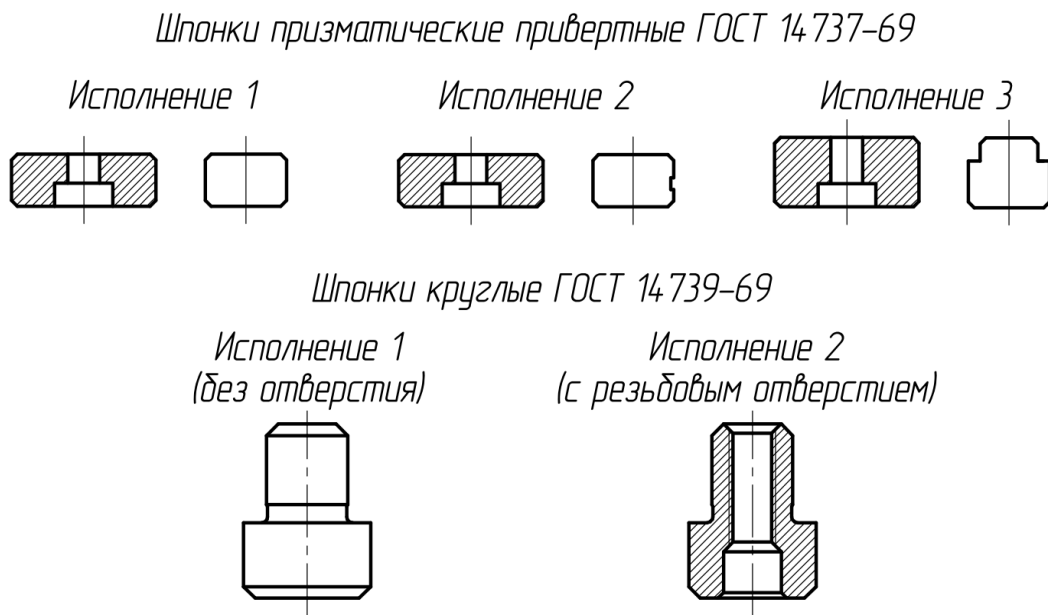 Шпонки призматические привертные ГОСТ 14737-69
Исполнение 1
Исполнение 2
Исполнение 3
Шпонки круглые ГОСТ 14739-69
Исполнение 1
(без отверстия)
Исполнение 2
(с резьбовым отверстием)